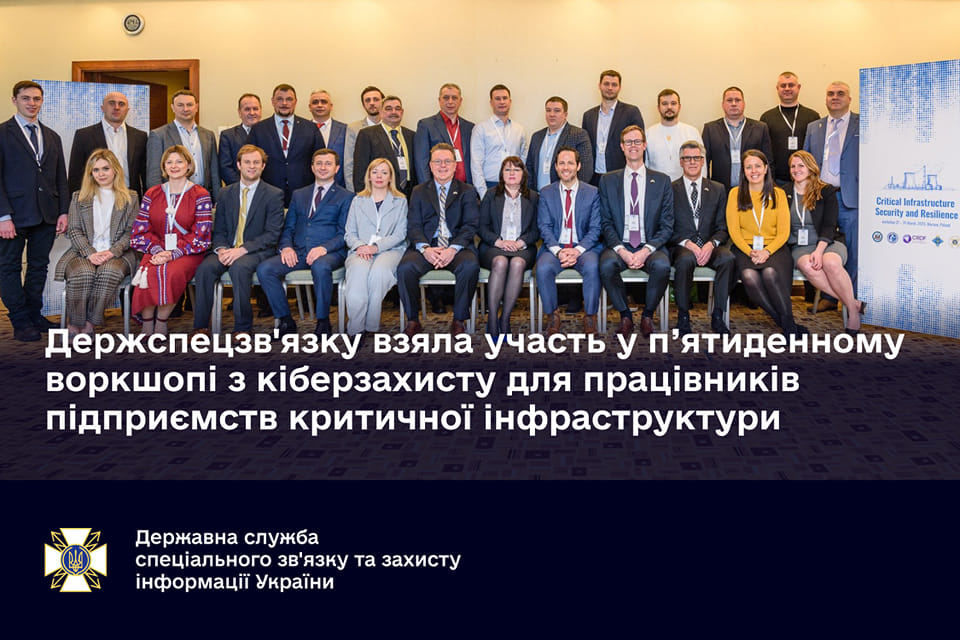 Critical Infrastructure
Security and Resilience
CRDF
Держспецзв'язку взяла участь у п’ятиденному
воркшопі з кіберзахисту для працівників
підприємств критичної інфраструктури
Державна служба
спеціального зв'язку та захисту
інформації України